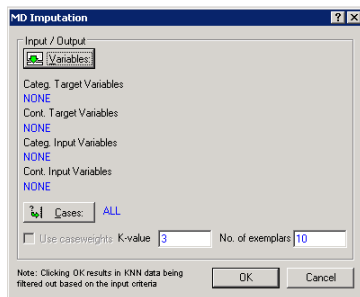 MD Imputation
Input / Output
Variables:
Categ. Target Variables
NONE
Cont. Target Variables
NONE
Categ. Input Variables
NONE
Cont. Input Variables
NONE
Cases: ALL
Use caseweights K-value 3 No. of exemplars 10
Note: Clicking OK results in KNN data being
filtered out based on the input criteria
OK Cancel